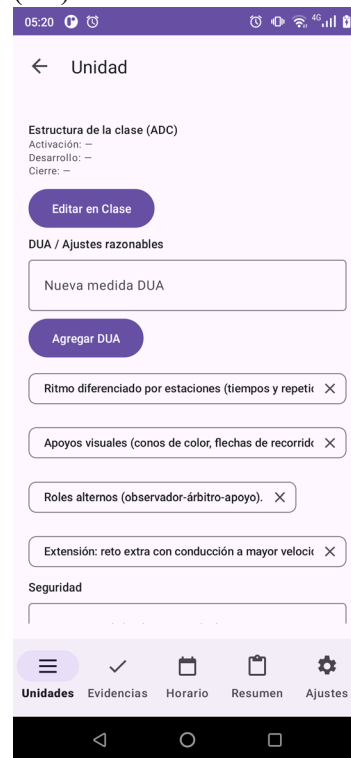 05:20
4G
Unidad
Estructura de la clase (ADC)
Activación: —
Desarrollo: —
Cierre: —
Editar en Clase
DUA / Ajustes razonables
Nueva medida DUA
Agregar DUA
Ritmo diferenciado por estaciones (tiempos y repetic
Apoyos visuales (conos de color, flechas de recorrido
Roles alternos (observador-árbitro-apoyo).
Extensión: reto extra con conducción a mayor velocid
Seguridad
Unidades Evidencias Horario Resumen Ajustes